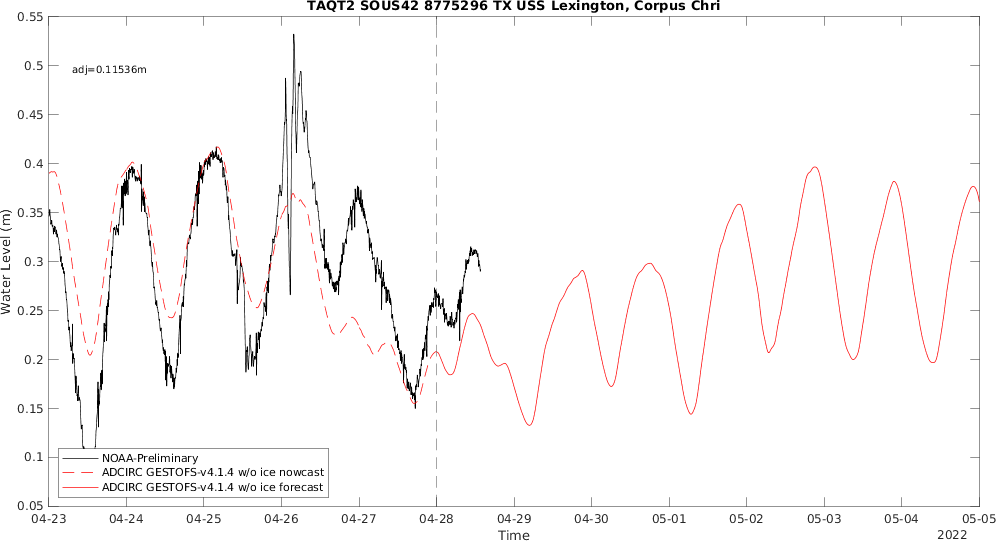 TAQT2 SOUS42 8775296 TX USS Lexington, Corpus Chri
0.55
0.5
0.45
0.4
0.35
0.3
0.25
0.2
0.15
0.1
0.05
Water Level (m)
adj=0.11536m
NOAA-Preliminary
ADCIRC GESTOFS-v4.1.4 w/o ice nowcast
ADCIRC GESTOFS-v4.1.4 w/o ice forecast
04-23 04-24 04-25 04-26 04-27 04-28 04-29 04-30 05-01 05-02 05-03 05-04 05-05
Time
2022